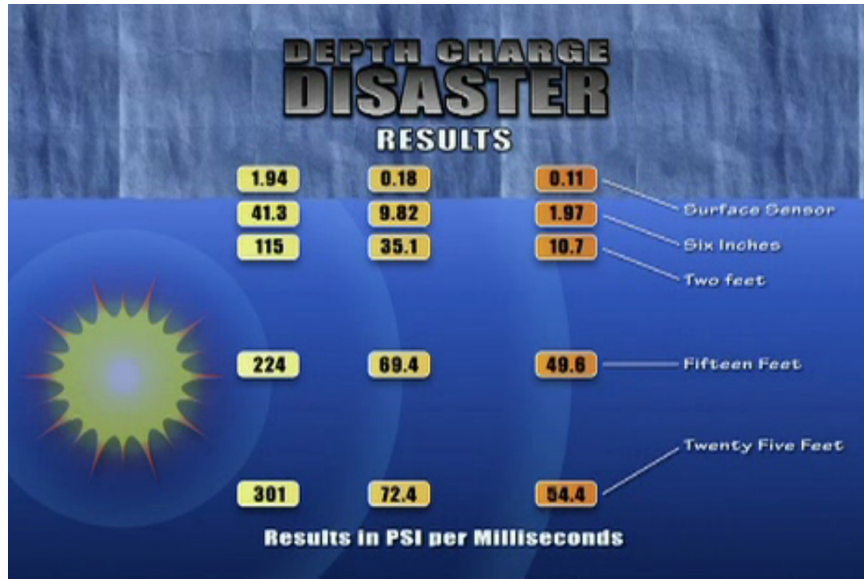 DEPTH CHARGE
DISASTER
RESULTS
1.94 0.18 0.11
Surface Sensor
41.3 9.82 1.97
Six Inches
115 35.1 10.7
Two feet
224 69.4 49.6 Fifteen Feet
Twenty Five Feet
301 72.4 54.4
Results in PSI per Milliseconds